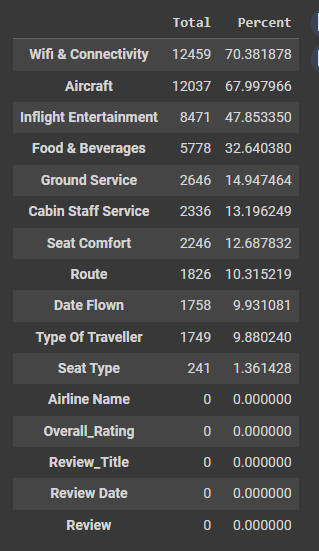 Total Percent
Wifi & Connectivity 12459 70.381878
Aircraft 12037 67.997966
Inflight Entertainment 8471 47.853350
Food & Beverages 5778 32.640380
Ground Service 2646 14.947464
Cabin Staff Service 2336 13.196249
Seat Comfort 2246 12.687832
Route 1826 10.315219
Date Flown 1758 9.931081
Type Of Traveller 1749 9.880240
Seat Type 241 1.361428
Airline Name 0 0.000000
Overall_Rating 0 0.000000
Review_Title 0 0.000000
Review Date 0 0.000000
Review 0 0.000000